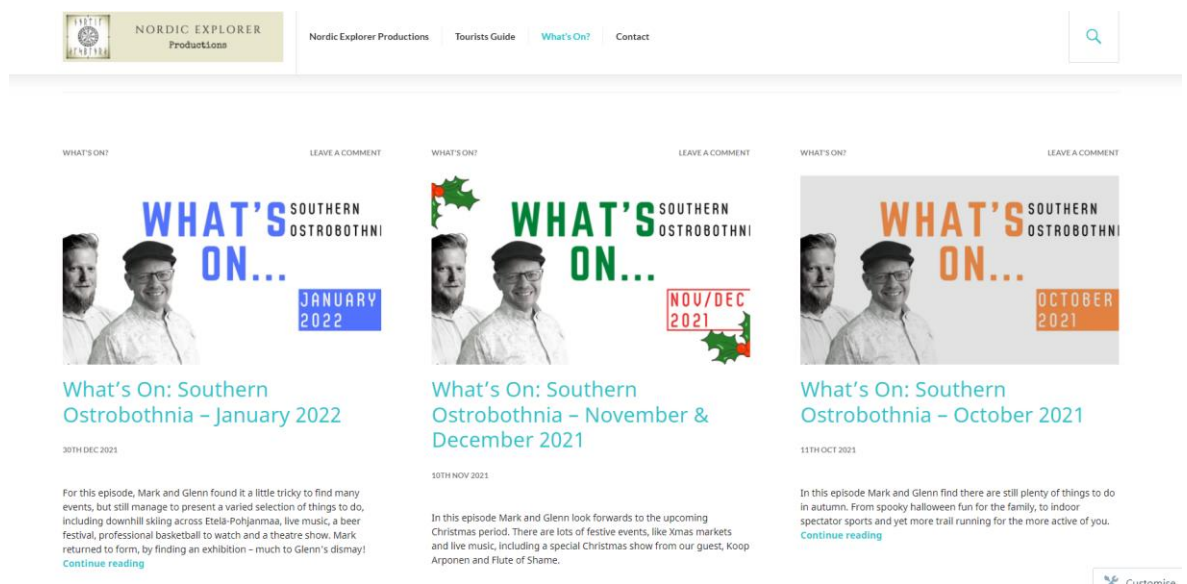 NORDIC EXPLORER
Productions
Nordic Explorer Productions
Tourists Guide
What's On?
Contact
WHAT'S ON?
LEAVE A COMMENT
WHAT'S SOUTHERN
OSTROBOTHNI
ON...
JANUARY
2022
What's On: Southern
Ostrobothnia – January 2022
30TH DEC 2021
For this episode, Mark and Glenn found it a little tricky to find many
events, but still manage to present a varied selection of things to do,
including downhill skiing across Etelä-Pohjanmaa, live music, a beer
festival, professional basketball to watch and a theatre show. Mark
returned to form, by finding an exhibition – much to Glenn's dismay!
Continue reading
WHAT'S ON?
LEAVE A COMMENT
WHAT'S SOUTHERN
OSTROBOTHNI
ON...
NOV/DEC
2021
What's On: Southern
Ostrobothnia – November &
December 2021
10TH NOV 2021
In this episode Mark and Glenn look forwards to the upcoming
Christmas period. There are lots of festive events, like Xmas markets
and live music, including a special Christmas show from our guest, Koop
Arponen and Flute of Shame.
WHAT'S ON?
LEAVE A COMMENT
WHAT'S SOUTHERN
OSTROBOTHNI
ON...
OCTOBER
2021
What's On: Southern
Ostrobothnia – October 2021
11TH OCT 2021
In this episode Mark and Glenn find there are still plenty of things to do
in autumn. From spooky halloween fun for the family, to indoor
spectator sports and yet more trail running for the more active of you.
Continue reading
Customise